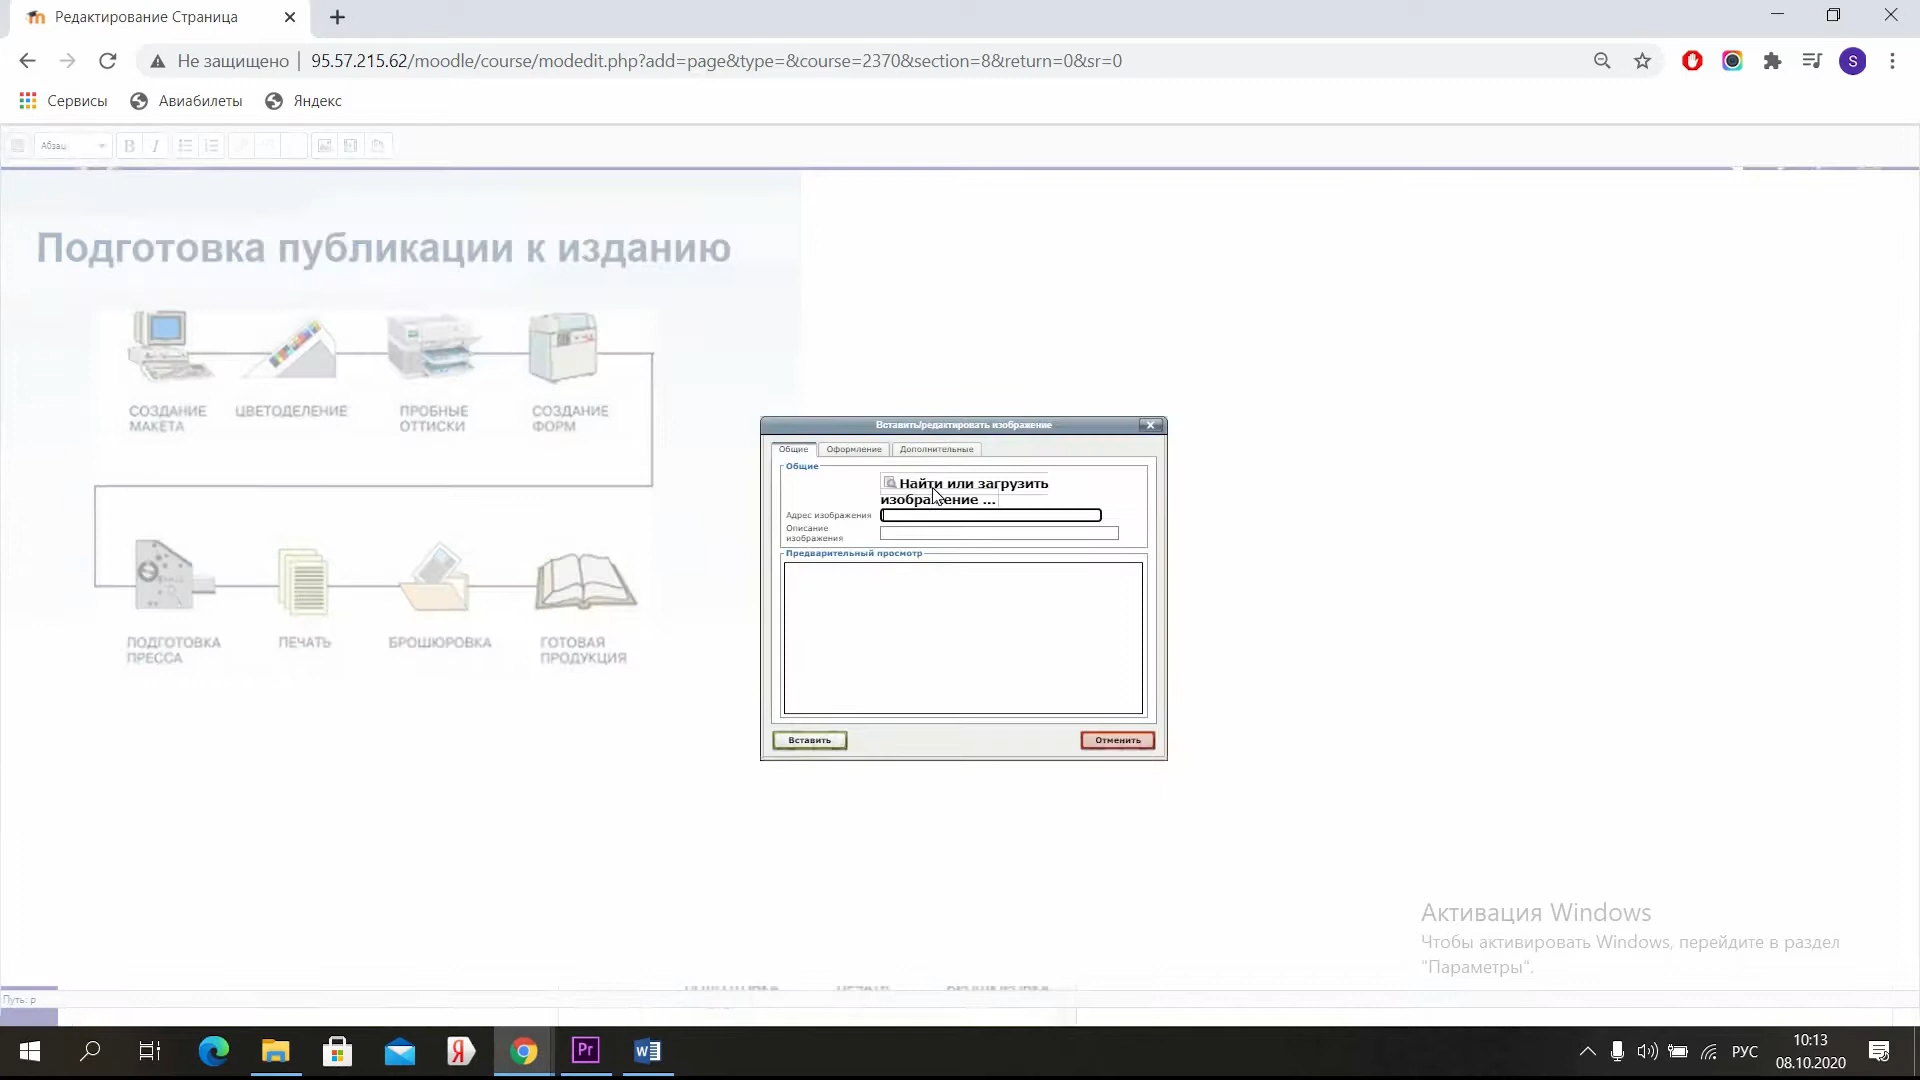 Редактирование Страница
Не защищено
95.57.215.62/moodle/course/modedit.php?add=page&type=&course=2370&section=8&return=0&sr=0
S
Сервисы
Авиабилеты
Яндекс
Абзац
B I
Подготовка публикации к изданию
СОЗДАНИЕ
МАКЕТА
ЦВЕТОДЕЛЕНИЕ
ПРОБНЫЕ
ОТТИСКИ
СОЗДАНИЕ
ФОРМ
ПОДГОТОВКА
ПРЕССА
ПЕЧАТЬ
БРОШЮРОВКА
ГОТОВАЯ
ПРОДУКЦИЯ
Вставить/редактировать изображение
Общие
Оформление
Дополнительные
Общие
Найти или загрузить
изображение ...
Адрес изображения
Описание
изображения
Предварительный просмотр
Вставить
Отменить
Активация Windows
Чтобы активировать Windows, перейдите в раздел
"Параметры".
Путь: p
Я
Pr
W
РУС
10:13
08.10.2020